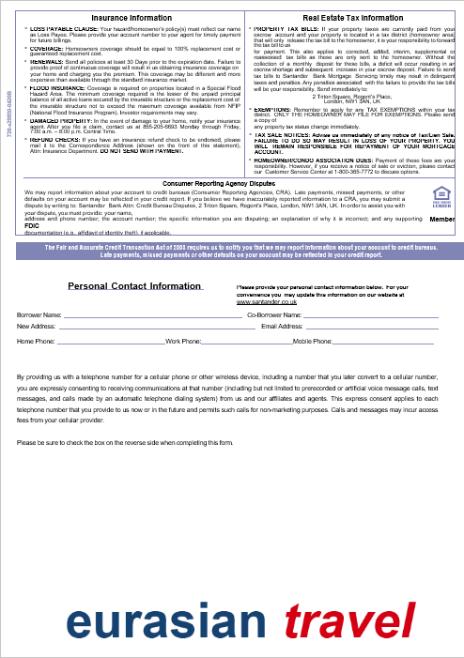 Insurance Information
LOSS PAYABLE CLAUSE: Your hazard/homeowner's policy(s) must reflect our name
as Loss Payee. Please provide your account number to your agent for timely payment
for future billings.
COVERAGE: Homeowners coverage should be equal to 100% replacement cost or
guaranteed replacement cost.
RENEWALS: Send all policies at least 30 Days prior to the expiration date. Failure to
provide proof of continuous coverage will result in us obtaining insurance coverage on
your home and charging you the premium. This coverage may be different and more
expensive than available through the standard insurance market.
FLOOD INSURANCE: Coverage is required on properties located in a Special Flood
Hazard Area. The minimum coverage required is the lesser of the unpaid principal
balance of all active loans secured by the insurable structure or the replacement cost of
the insurable structure not to exceed the maximum coverage available from NFIP
(National Flood Insurance Program). Investor requirements may vary.
DAMAGED PROPERTY: In the event of damage to your home, notify your insurance
agent. After you file a claim, contact us at Monday through Friday,
7:00 a.m. – 8:00 p.m. Central Time.
REFUND CHECKS: If you have an insurance refund check to be endorsed, please
mail it to the Correspondence Address (shown on the front of this statement);
Attn: Insurance Department. DO NOT SEND WITH PAYMENT.
Real Estate Tax Information
PROPERTY TAX BILLS: If your property taxes are currently paid from your
escrow account and your property is located in a tax district (homeowner area)
that will only release the tax bill to the homeowner, it is your responsibility to forward
the tax bill to us
for payment. This also applies to corrected, added, interim, supplemental or
reassessed tax bills as these are only sent to the homeowner. Without the
collection of a monthly tax deposit, paying any of these bills may result in an
escrow shortage and subsequent increase in the escrow payment. Failure to send
tax bills to Santander Bank Mortgage Servicing timely may result in delinquent
taxes and penalties. Any penalties associated with the failure to provide the tax bills
will be your responsibility. Send immediately to:
2 Triton Square, Regent's Place,
London, NW1 3AN, UK.
EXEMPTIONS: Remember to apply for any TAX EXEMPTIONS within your tax
district. ONLY THE HOMEOWNER MAY FILE FOR EXEMPTIONS. Please send
a copy of
any property tax status change immediately.
TAX SALE NOTICES: Advise us immediately of any notice of Tax/Lien Sale.
FAILURE TO DO SO MAY RESULT IN LOSS OF YOUR PROPERTY. YOU
WILL REMAIN RESPONSIBLE FOR REPAYMENT OF YOUR MORTGAGE
ACCOUNT.
HOMEOWNER/CONDO ASSOCIATION DUES: Payment of these fees are your
responsibility. However, if you receive a notice of sale or eviction, please contact
our Customer Service Center at 1-800-365-7772 to discuss options.
Consumer Reporting Agency Disputes
We may report information about your account to credit bureaus (Consumer Reporting Agencies, CRA). Late payments, missed payments, or other
defaults on your account may be reflected in your credit report. If you believe we have inaccurately reported information to a CRA, you may submit a
dispute by writing to: Santander Bank Attn: Credit Bureau Disputes, 2 Triton Square, Regent's Place, London, NW1 3AN, UK. In order to assist you with
your dispute, you must provide: your name,
address and phone number; the account number; the specific information you are disputing; an explanation of why it is incorrect; and any supporting Member
FDIC
documentation (e.g., affidavit of identity theft), if applicable.
The Fair and Accurate Credit Transaction Act of 2003 requires us to notify you that we may report information about your account to credit bureaus.
Late payments, missed payments or other defaults on your account may be reflected in your credit report.
Personal Contact Information
Please provide your personal contact information below. For your
convenience you may update this information on our website at
www.santander.co.uk
Borrower Name: Co-Borrower Name:
New Address: Email Address:
Home Phone: Work Phone: Mobile Phone:
By providing us with a telephone number for a cellular phone or other wireless device, including a number that you later convert to a cellular number,
you are expressly consenting to receiving communications at that number (including but not limited to prerecorded or artificial voice message calls, text
messages, and calls made by an automatic telephone dialing system) from us and our affiliates and agents. This express consent applies to each
telephone number that you provide to us now or in the future and permits such calls for non-marketing purposes. Calls and messages may incur access
fees from your cellular provider.
Please be sure to check the box on the reverse side when completing this form.
eurasian travel